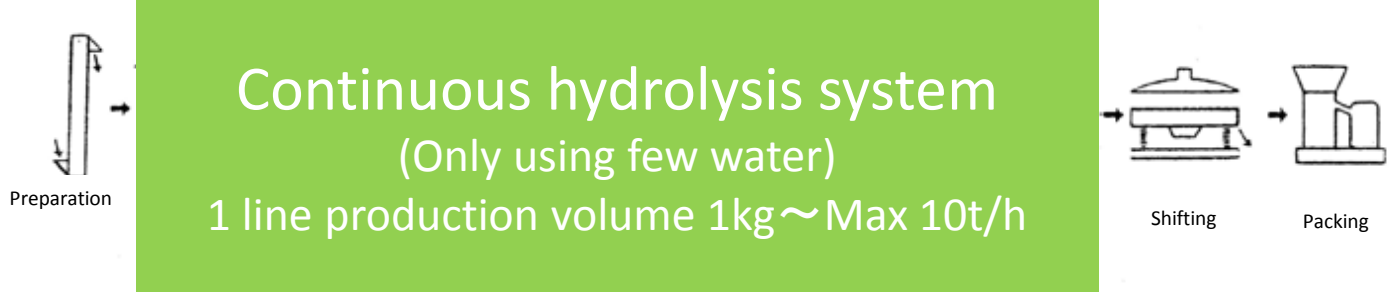 Continuous hydrolysis system
(Only using few water)
1 line production volume 1kg～Max 10t/h
Preparation
Shifting
Packing